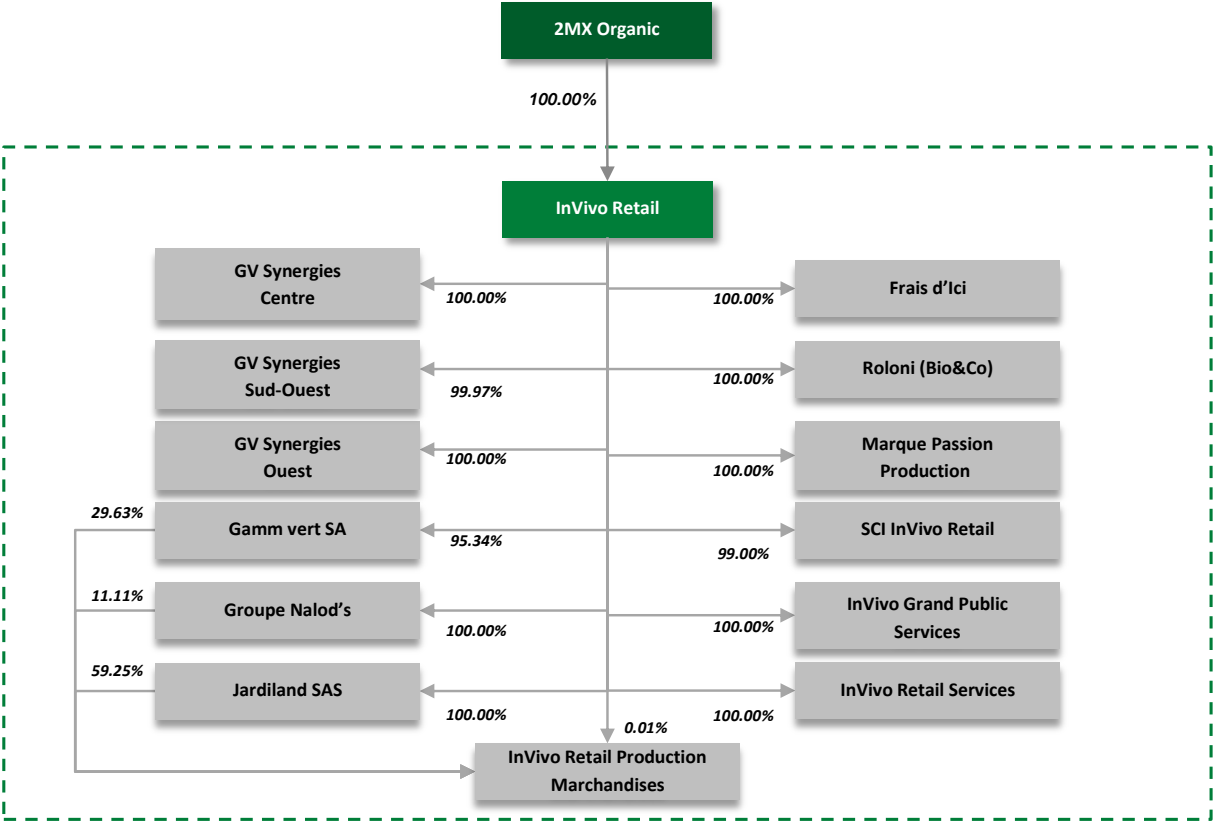 2MX Organic
100.00%
InVivo Retail
GV Synergies
Centre
100.00%
100.00%
Frais d’Ici
GV Synergies
Sud-Ouest
99.97%
100.00%
Roloni (Bio&Co)
GV Synergies
Ouest
100.00%
100.00%
Marque Passion
Production
29.63%
Gamm vert SA
95.34%
99.00%
SCI InVivo Retail
11.11%
Groupe Nalod’s
100.00%
100.00%
InVivo Grand Public
Services
59.25%
Jardiland SAS
100.00%
100.00%
InVivo Retail Services
0.01%
InVivo Retail Production
Marchandises